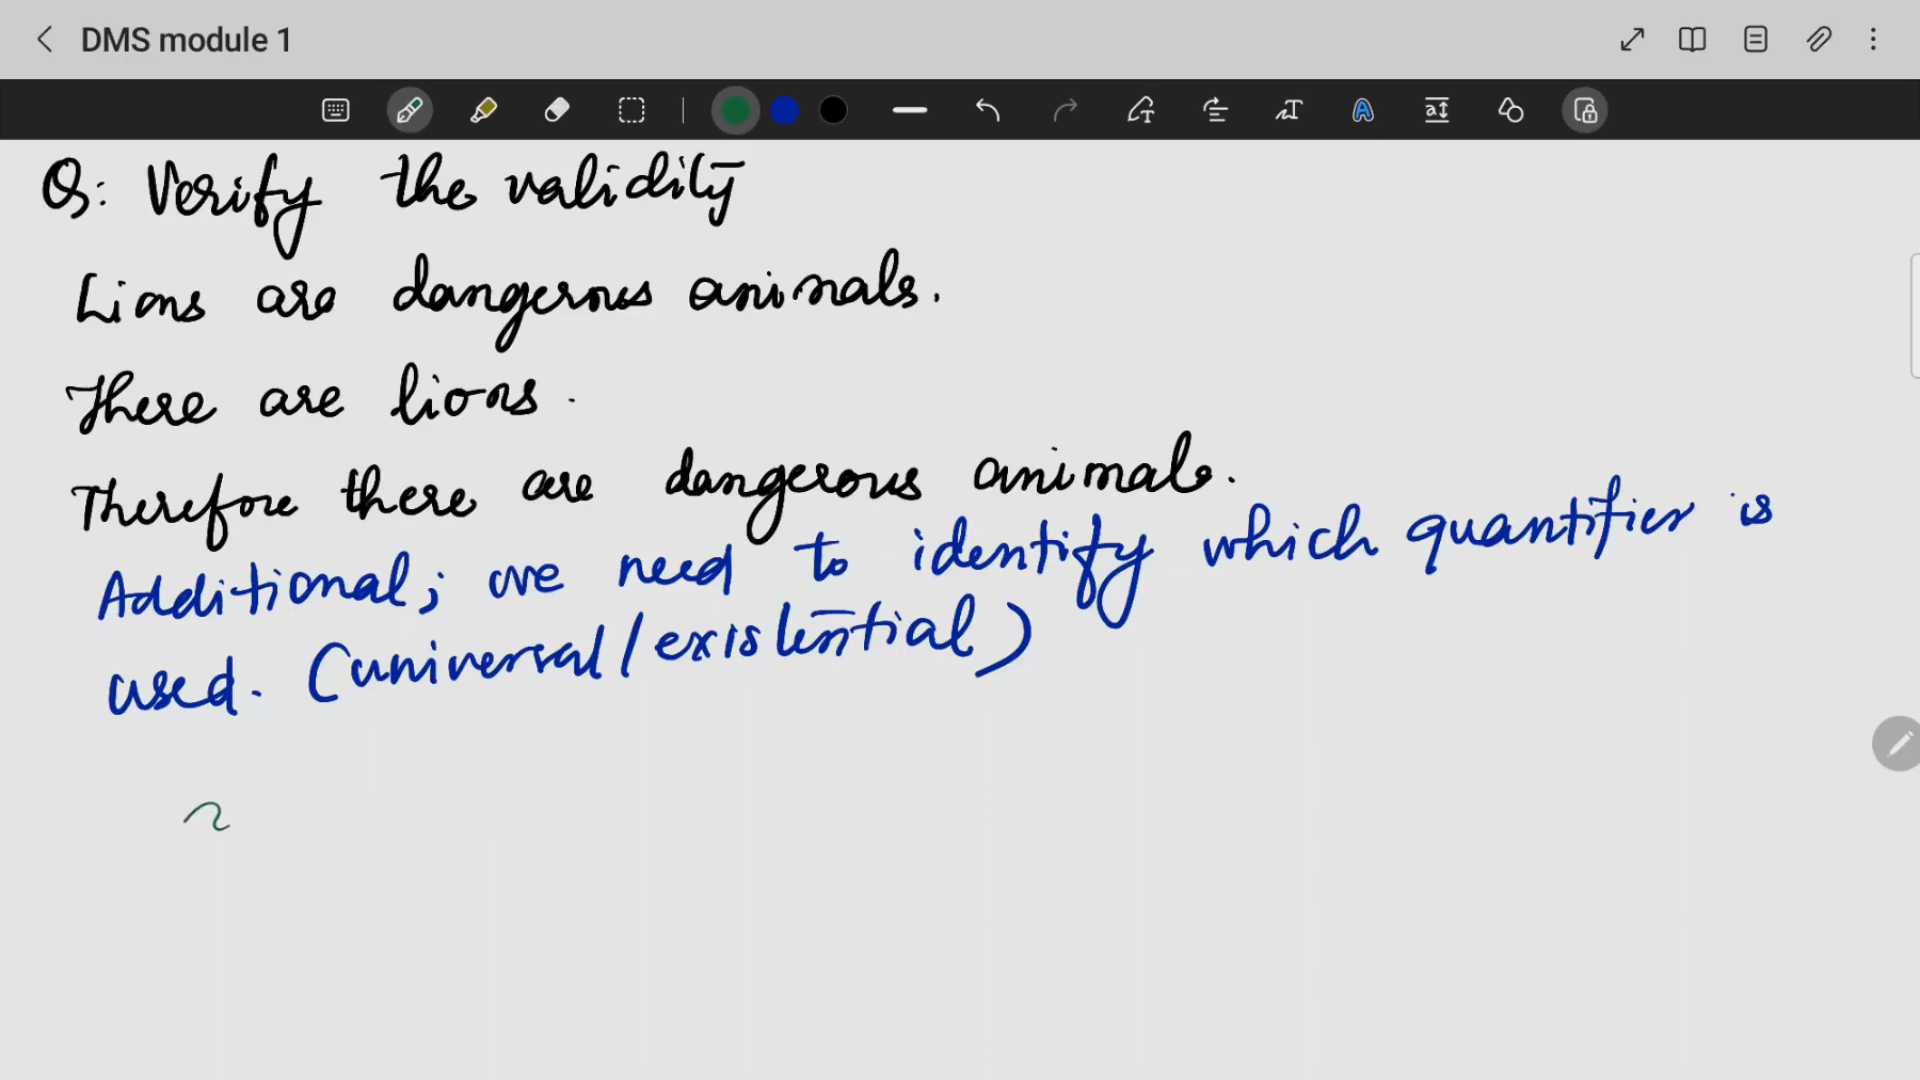 DMS module 1
Q: Verify the validity
Lions are dangerous animals.
There are lions.
Therefore there are dangerous animals.
Additional; we need to identify which quantifier is
used. (universal/existential)